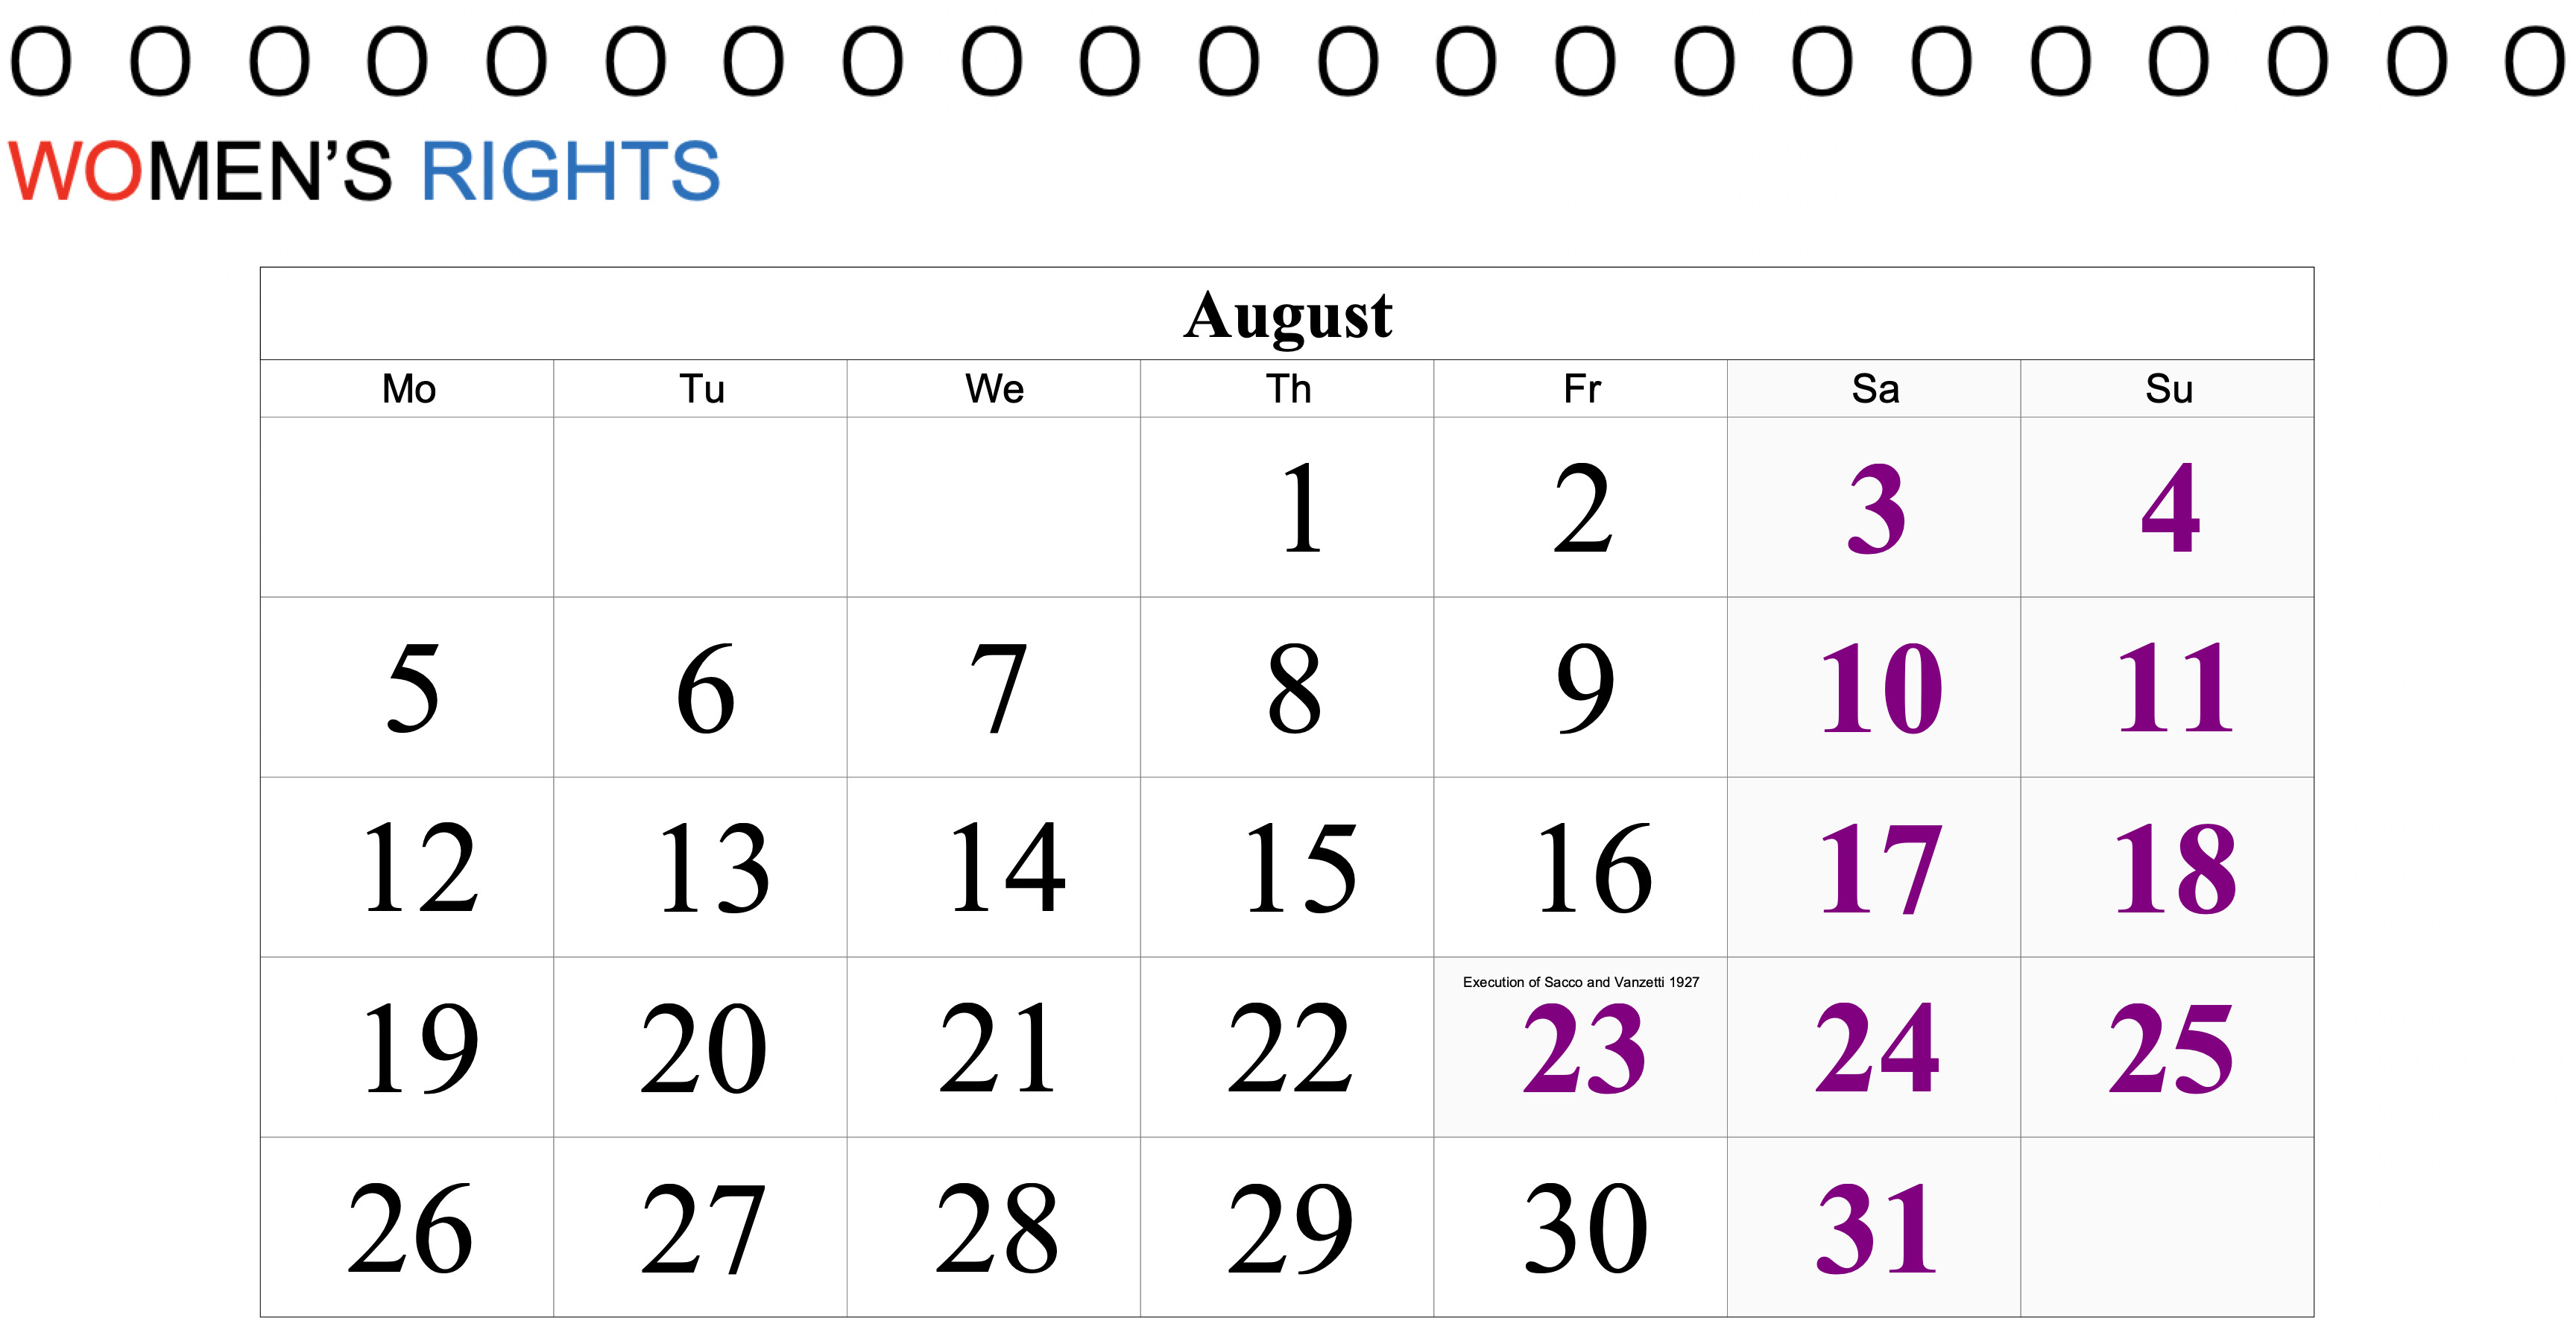 O O O O O O O O O O O O O O O O O O O O O O
WOMEN’S RIGHTS
August
Mo Tu We Th Fr Sa Su
1 2 3 4
5 6 7 8 9 10 11
12 13 14 15 16 17 18
Execution of Sacco and Vanzetti 1927
19 20 21 22 23 24 25
26 27 28 29 30 31